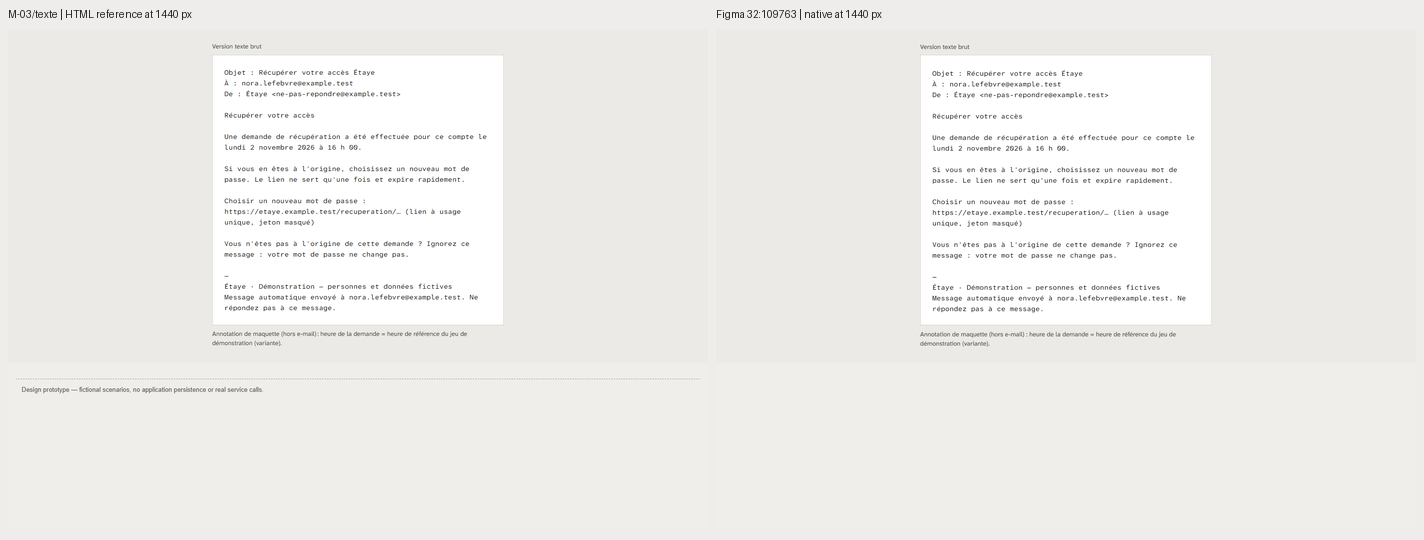 M-03/texte | HTML reference at 1440 px
Version texte brut
Objet : Récupérer votre accès Étaye
À : nora.lefebvre@example.test
De : Étaye <ne-pas-repondre@example.test>
Récupérer votre accès
Une demande de récupération a été effectuée pour ce compte le
lundi 2 novembre 2026 à 16 h 00.
Si vous en êtes à l'origine, choisissez un nouveau mot de
passe. Le lien ne sert qu'une fois et expire rapidement.
Choisir un nouveau mot de passe :
https://etaye.example.test/recuperation/… (lien à usage
unique, jeton masqué)
Vous n'êtes pas à l'origine de cette demande ? Ignorez ce
message : votre mot de passe ne change pas.
—
Étaye · Démonstration — personnes et données fictives
Message automatique envoyé à nora.lefebvre@example.test. Ne
répondez pas à ce message.
Annotation de maquette (hors e-mail) : heure de la demande = heure de référence du jeu de
démonstration (variante).
Design prototype — fictional scenarios, no application persistence or real service calls.
Figma 32:109763 | native at 1440 px
Version texte brut
Objet : Récupérer votre accès Étaye
À : nora.lefebvre@example.test
De : Étaye <ne-pas-repondre@example.test>
Récupérer votre accès
Une demande de récupération a été effectuée pour ce compte le
lundi 2 novembre 2026 à 16 h 00.
Si vous en êtes à l'origine, choisissez un nouveau mot de
passe. Le lien ne sert qu'une fois et expire rapidement.
Choisir un nouveau mot de passe :
https://etaye.example.test/recuperation/… (lien à usage
unique, jeton masqué)
Vous n'êtes pas à l'origine de cette demande ? Ignorez ce
message : votre mot de passe ne change pas.
—
Étaye · Démonstration — personnes et données fictives
Message automatique envoyé à nora.lefebvre@example.test. Ne
répondez pas à ce message.
Annotation de maquette (hors e-mail) : heure de la demande = heure de référence du jeu de
démonstration (variante).